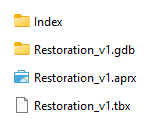 Index
Restoration_v1.gdb
Restoration_v1.aprx
Restoration_v1.tbx